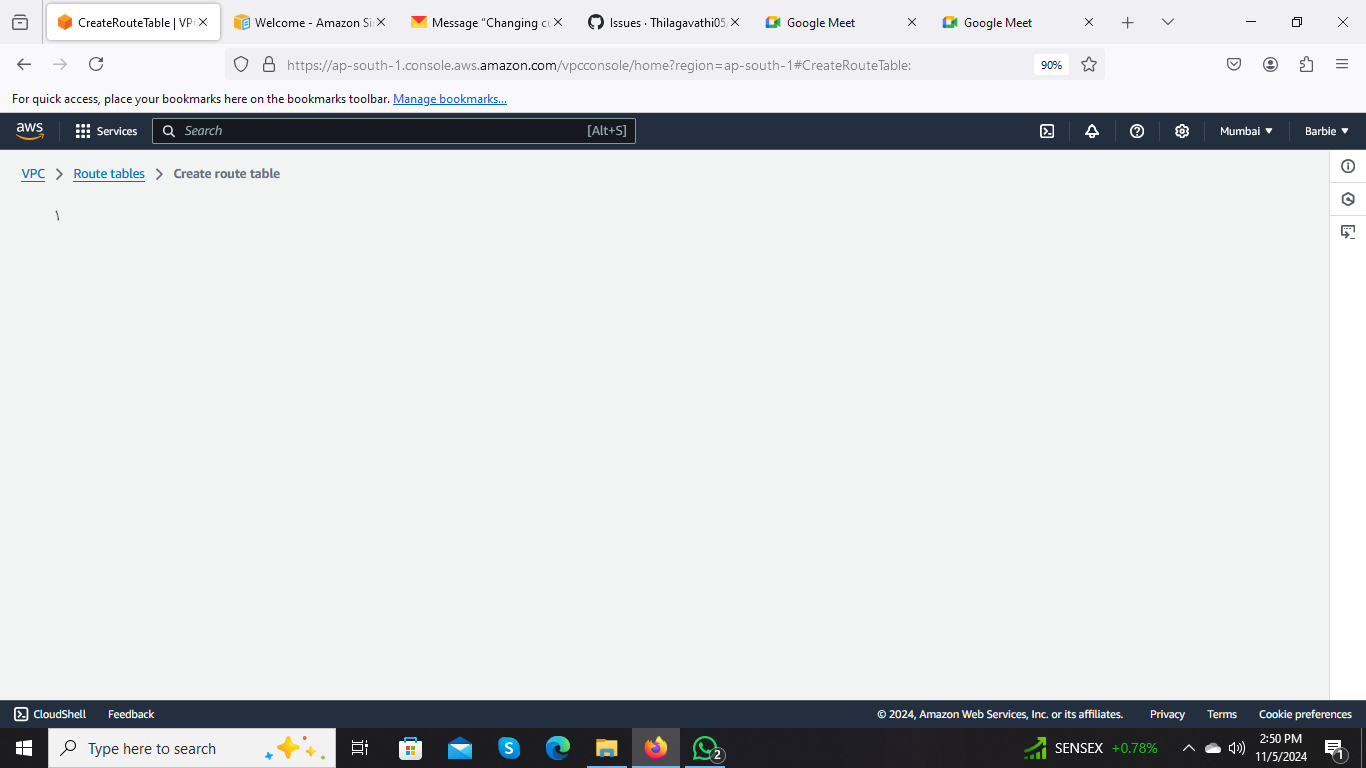 CreateRouteTable | VP
Welcome - Amazon Si
Message “Changing cu
Issues · Thilagavathi05
Google Meet
Google Meet
https://ap-south-1.console.aws.amazon.com/vpcconsole/home?region=ap-south-1#CreateRouteTable:
90%
For quick access, place your bookmarks here on the bookmarks toolbar. Manage bookmarks...
aws
Services
Search
[Alt+S]
Mumbai
Barbie
VPC
Route tables
Create route table
CloudShell
Feedback
© 2024, Amazon Web Services, Inc. or its affiliates.
Privacy
Terms
Cookie preferences
Type here to search
2
SENSEX +0.78%
2:50 PM
11/5/2024
1